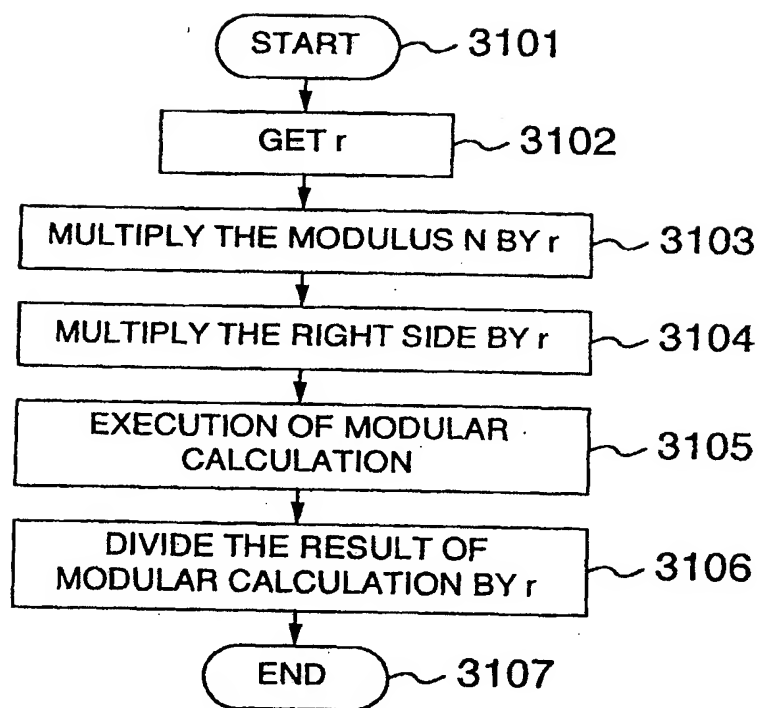 START 3101
GET r 3102
MULTIPLY THE MODULUS N BY r 3103
MULTIPLY THE RIGHT SIDE BY r 3104
EXECUTION OF MODULAR
CALCULATION 3105
DIVIDE THE RESULT OF
MODULAR CALCULATION BY r 3106
END 3107